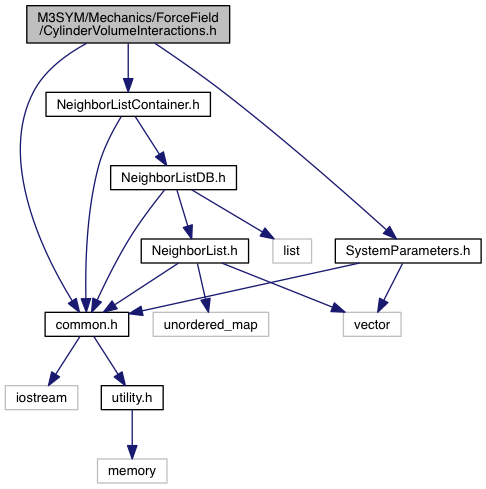 M3SYM/Mechanics/ForceField
/CylinderVolumeInteractions.h
NeighborListContainer.h
NeighborListDB.h
NeighborList.h
list
SystemParameters.h
common.h
unordered_map
vector
iostream
utility.h
memory